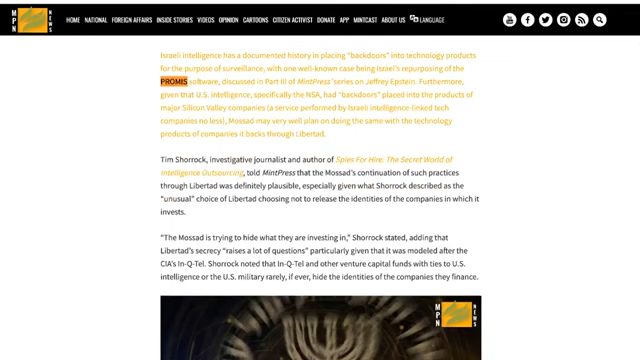 MPN NEWS
HOME NATIONAL FOREIGN AFFAIRS INSIDE STORIES VIDEOS OPINION CARTOONS CITIZEN ACTIVIST DONATE APP MINTCAST ABOUT US LANGUAGE
Israeli intelligence has a documented history in placing “backdoors” into technology products
for the purpose of surveillance, with one well-known case being Israel’s repurposing of the
PROMIS software, discussed in Part III of MintPress’ series on Jeffrey Epstein. Furthermore,
given that U.S. intelligence, specifically the NSA, had “backdoors” placed into the products of
major Silicon Valley companies (a service performed by Israeli intelligence-linked tech
companies no less), Mossad may very well plan on doing the same with the technology
products of companies it backs through Libertad.
Tim Shorrock, investigative journalist and author of Spies For Hire: The Secret World of
Intelligence Outsourcing, told MintPress that the Mossad’s continuation of such practices
through Libertad was definitely plausible, especially given what Shorrock described as the
“unusual” choice of Libertad choosing not to release the identities of the companies in which it
invests.
“The Mossad is trying to hide what they are investing in,” Shorrock stated, adding that
Libertad’s secrecy “raises a lot of questions” particularly given that it was modeled after the
CIA’s In-Q-Tel. Shorrock noted that In-Q-Tel and other venture capital funds with ties to U.S.
intelligence or the U.S. military rarely, if ever, hide the identities of the companies they finance.
MPN NEWS